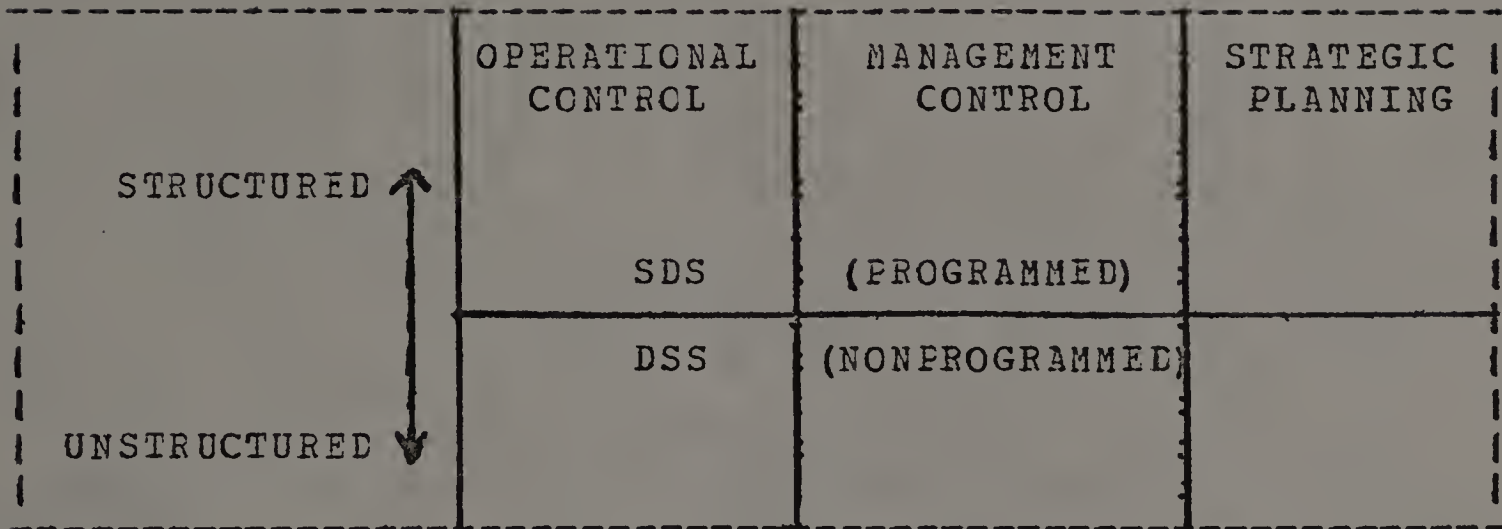 OPERATIONAL MANAGEMENT STRATEGIC
CONTROL CONTROL PLANNING
STRUCTURED
SDS (PROGRAMMED)
DSS (NONPROGRAMMED)
UNSTRUCTURED